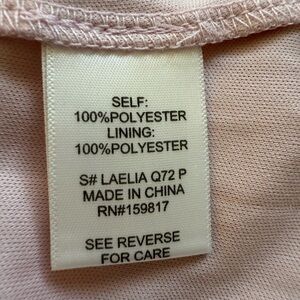 SELF:
100%POLYESTER
LINING:
100%POLYESTER
S# LAELIA Q72 P
MADE IN CHINA
RN#159817
SEE REVERSE
FOR CARE